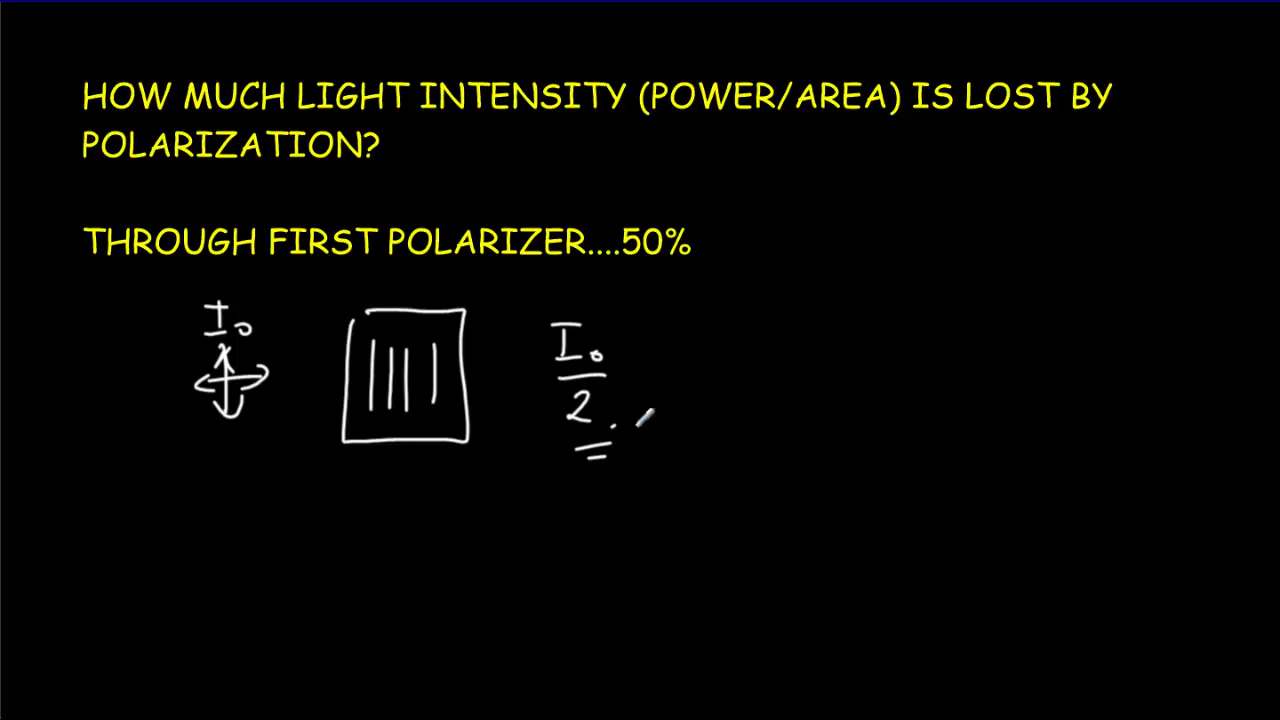 HOW MUCH LIGHT INTENSITY (POWER/AREA) IS LOST BY
POLARIZATION?
THROUGH FIRST POLARIZER....50%
I₀
I₀
2